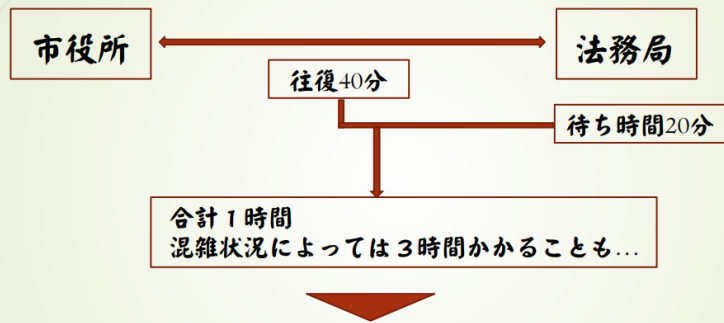 市役所
法務局
往復40分
待ち時間20分
合計１時間
混雑状況によっては３時間かかることも…